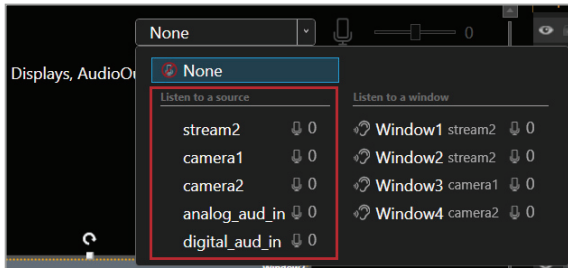 None
0
Displays, AudioOu
None
Listen to a source
Listen to a window
stream2 0
Window1 stream2 0
camera1 0
Window2 stream2 0
camera2 0
Window3 camera1 0
analog_aud_in 0
Window4 camera2 0
digital_aud_in 0